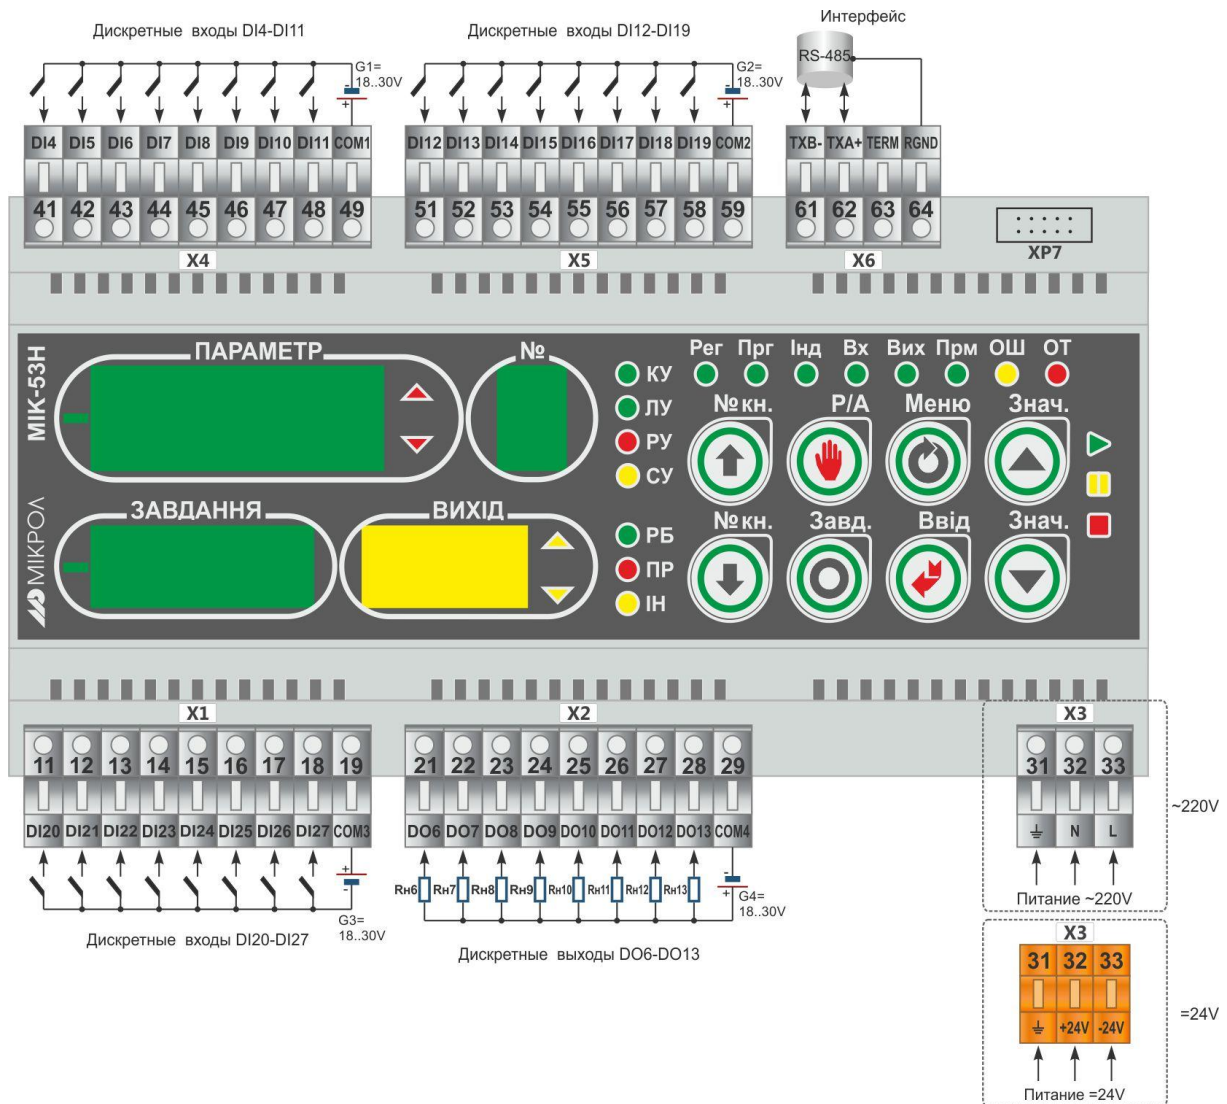 Дискретные входы DI4-DI11
Дискретные входы DI12-DI19
Интерфейс
RS-485
G1=
18..30V
G2=
18..30V
- +
- +
DI4 DI5 DI6 DI7 DI8 DI9 DI10 DI11 COM1
DI12 DI13 DI14 DI15 DI16 DI17 DI18 DI19 COM2
TXB- TXA+ TERM RGND
41 42 43 44 45 46 47 48 49
51 52 53 54 55 56 57 58 59
61 62 63 64
X4
X5
X6
XP7
МІК-53Н
МІКРОЛ
ПАРАМЕТР
№
ЗАВДАННЯ
ВИХІД
КУ
ЛУ
РУ
СУ
РБ
ПР
ІН
Рег Прг Інд Вх Вих Прм ОШ ОТ
№ кн. Р/А Меню Знач.
№ кн. Завд. Ввід Знач.
X1
X2
X3
11 12 13 14 15 16 17 18 19
21 22 23 24 25 26 27 28 29
31 32 33
DI20 DI21 DI22 DI23 DI24 DI25 DI26 DI27 COM3
DO6 DO7 DO8 DO9 DO10 DO11 DO12 DO13 COM4
N L
~220V
+ -
Rн6 Rн7 Rн8 Rн9 Rн10 Rн11 Rн12 Rн13
- +
G3=
18..30V
G4=
18..30V
Питание ~220V
Дискретные входы DI20-DI27
Дискретные выходы DO6-DO13
X3
31 32 33
+24V -24V
=24V
Питание =24V